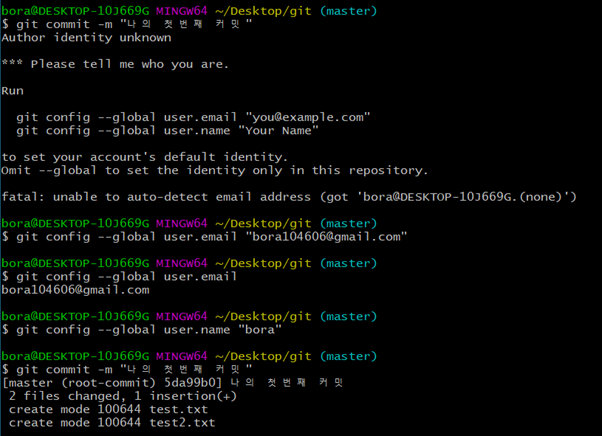 bora@DESKTOP-10J669G MINGW64 ~/Desktop/git (master)
$ git commit -m "나의 첫번째 커밋"
Author identity unknown
*** Please tell me who you are.
Run
git config --global user.email "you@example.com"
git config --global user.name "Your Name"
to set your account's default identity.
Omit --global to set the identity only in this repository.
fatal: unable to auto-detect email address (got 'bora@DESKTOP-10J669G.(none)')
bora@DESKTOP-10J669G MINGW64 ~/Desktop/git (master)
$ git config --global user.email "bora104606@gmail.com"
bora@DESKTOP-10J669G MINGW64 ~/Desktop/git (master)
$ git config --global user.email
bora104606@gmail.com
bora@DESKTOP-10J669G MINGW64 ~/Desktop/git (master)
$ git config --global user.name "bora"
bora@DESKTOP-10J669G MINGW64 ~/Desktop/git (master)
$ git commit -m "나의 첫번째 커밋"
[master (root-commit) 5da99b0] 나의 첫번째 커밋
2 files changed, 1 insertion(+)
create mode 100644 test.txt
create mode 100644 test2.txt